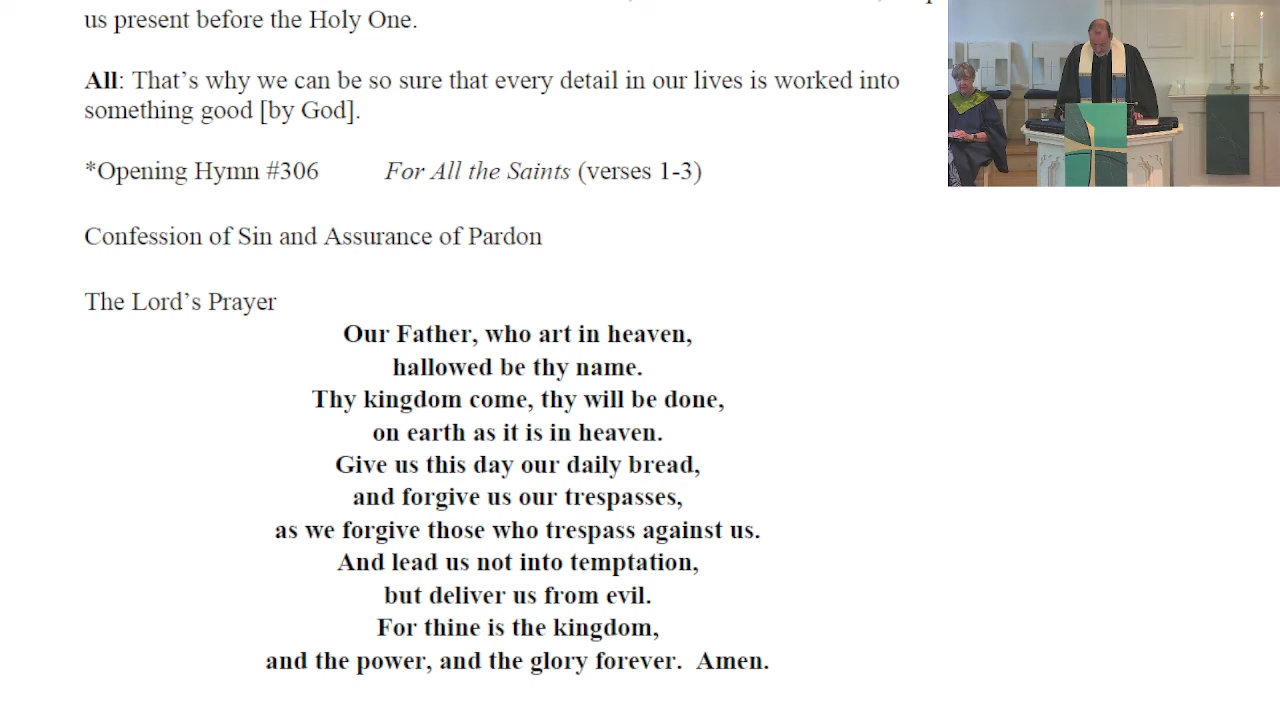 us present before the Holy One.
All: That’s why we can be so sure that every detail in our lives is worked into
something good [by God].
*Opening Hymn #306 For All the Saints (verses 1-3)
Confession of Sin and Assurance of Pardon
The Lord’s Prayer
Our Father, who art in heaven,
hallowed be thy name.
Thy kingdom come, thy will be done,
on earth as it is in heaven.
Give us this day our daily bread,
and forgive us our trespasses,
as we forgive those who trespass against us.
And lead us not into temptation,
but deliver us from evil.
For thine is the kingdom,
and the power, and the glory forever.  Amen.